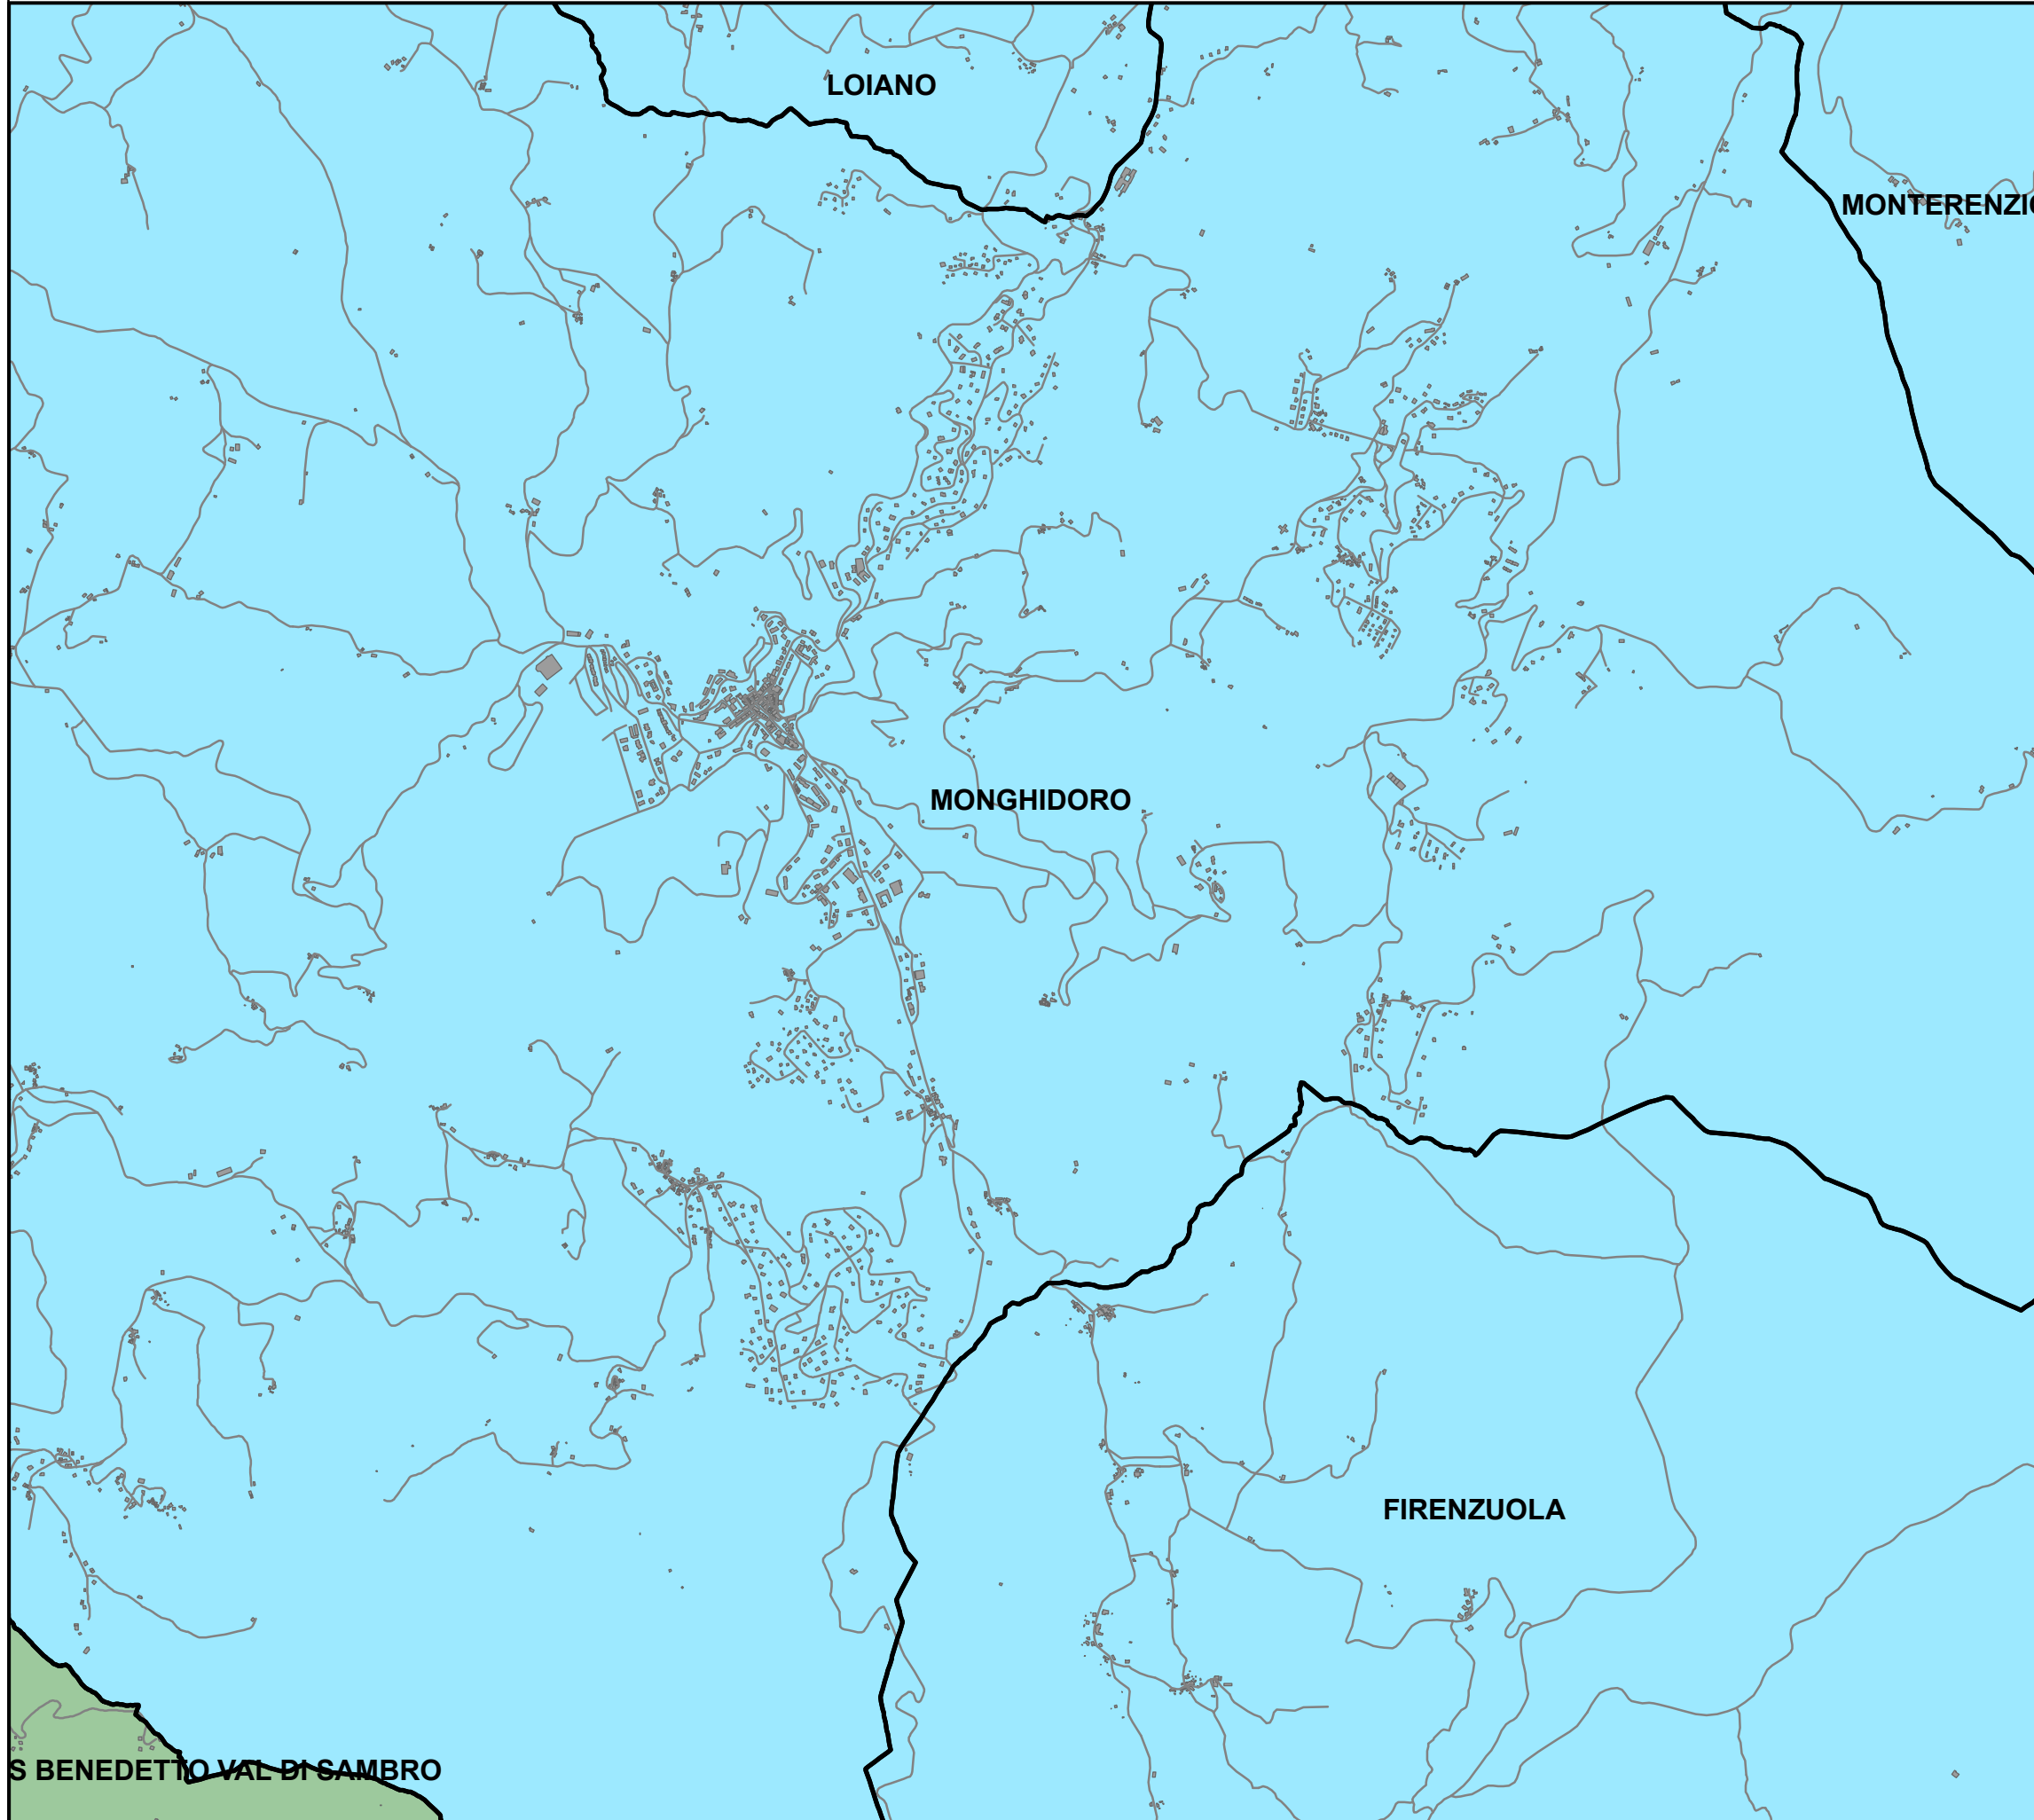 LOIANO
MONTERENZIO
MONGHIDORO
FIRENZUOLA
S BENEDETTO VAL DI SAMBRO